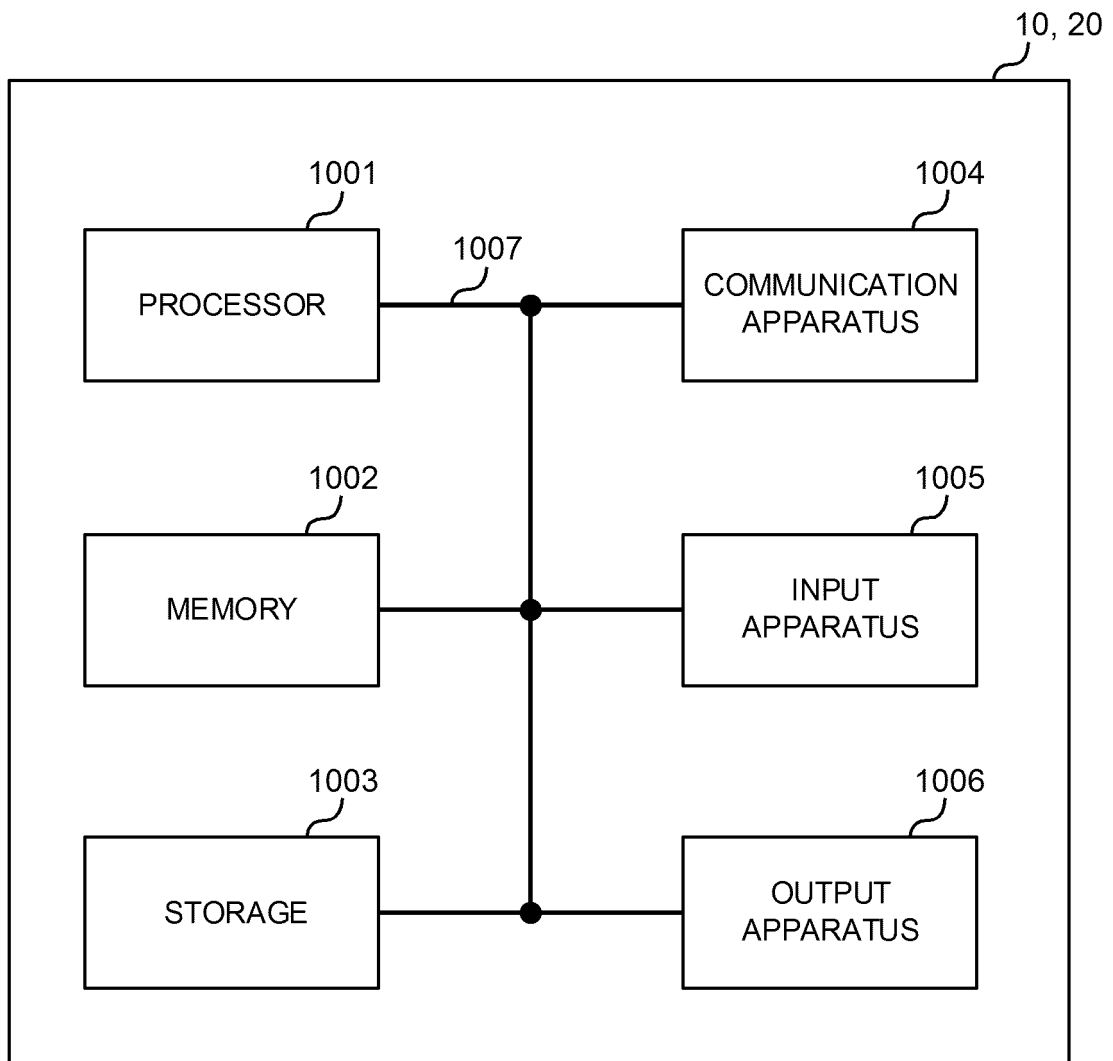 10, 20
1001
1004
1007
PROCESSOR
COMMUNICATION
APPARATUS
1002
1005
MEMORY
INPUT
APPARATUS
1003
1006
STORAGE
OUTPUT
APPARATUS